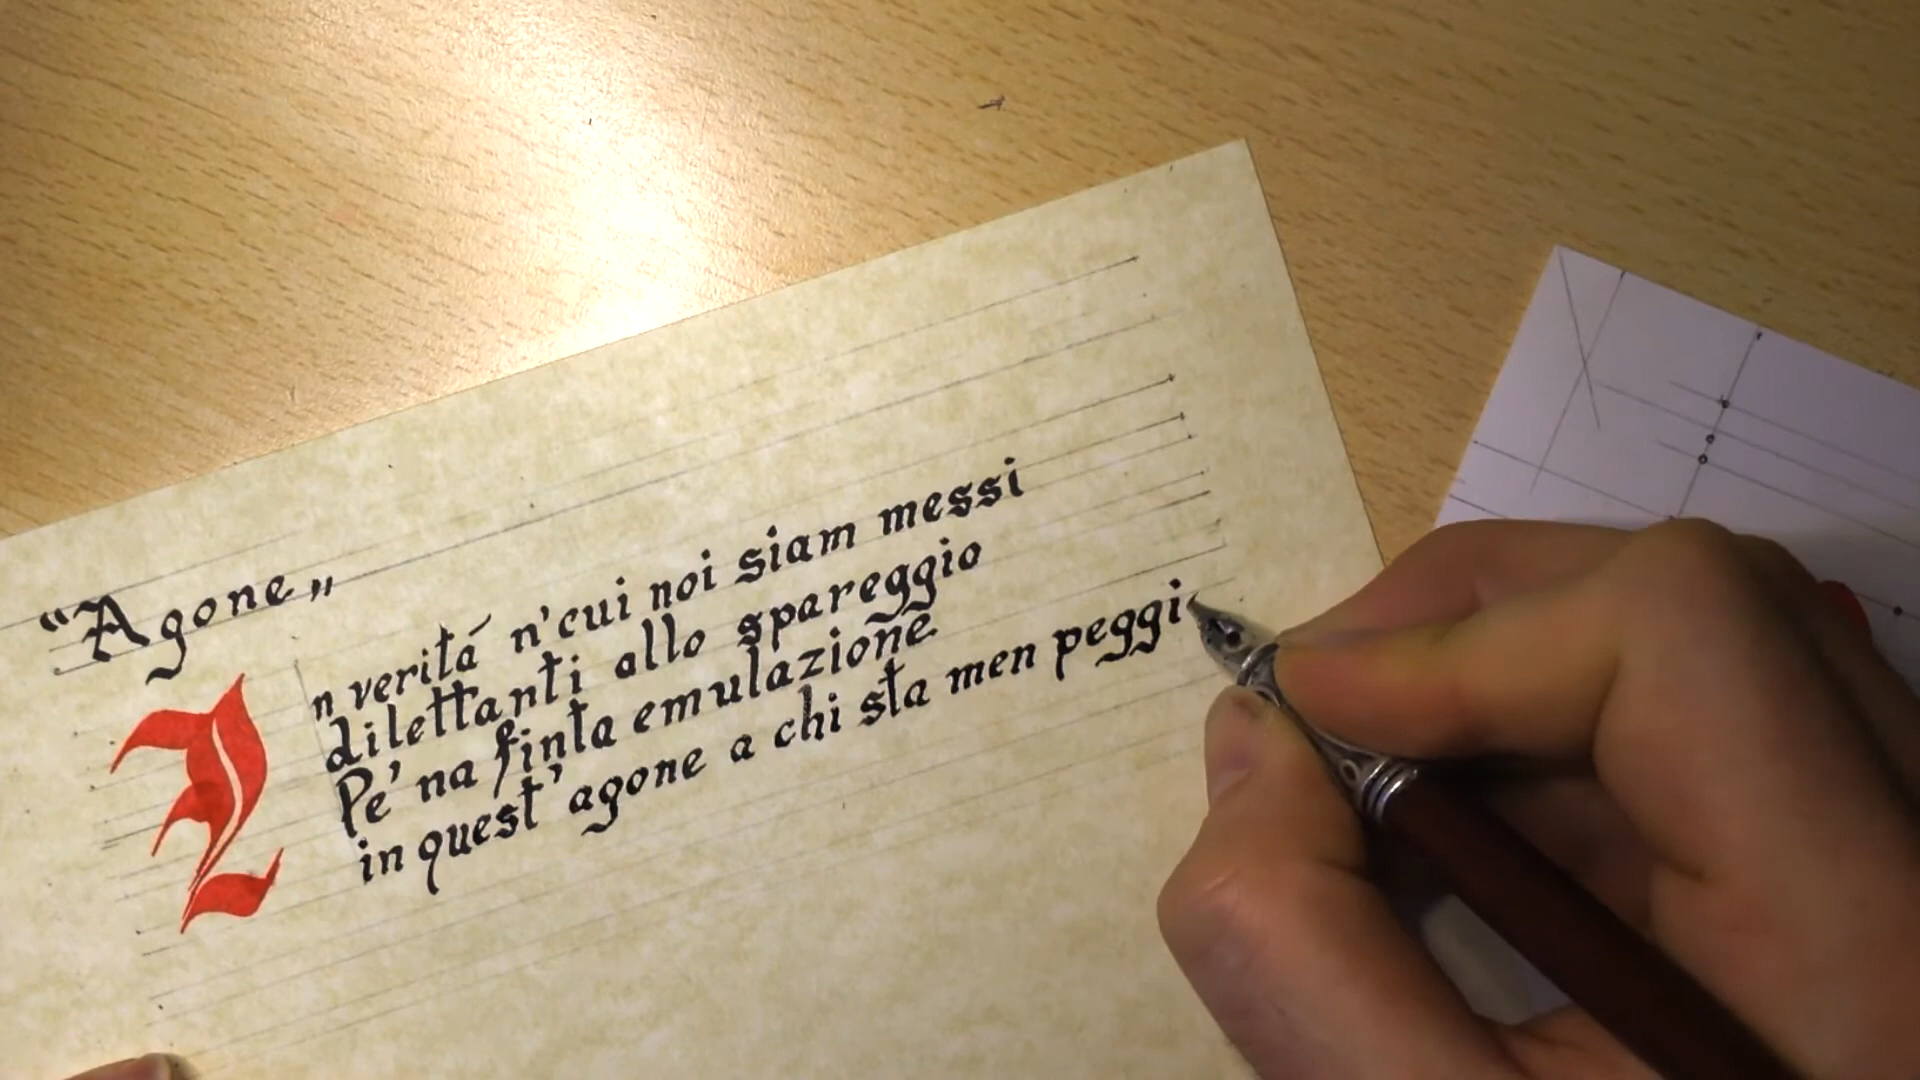 “Agone„
In veritá n'cui noi siam messi
dilettanti allo spareggio
Pe' na finta emulazione
in quest'agone a chi sta men peggi